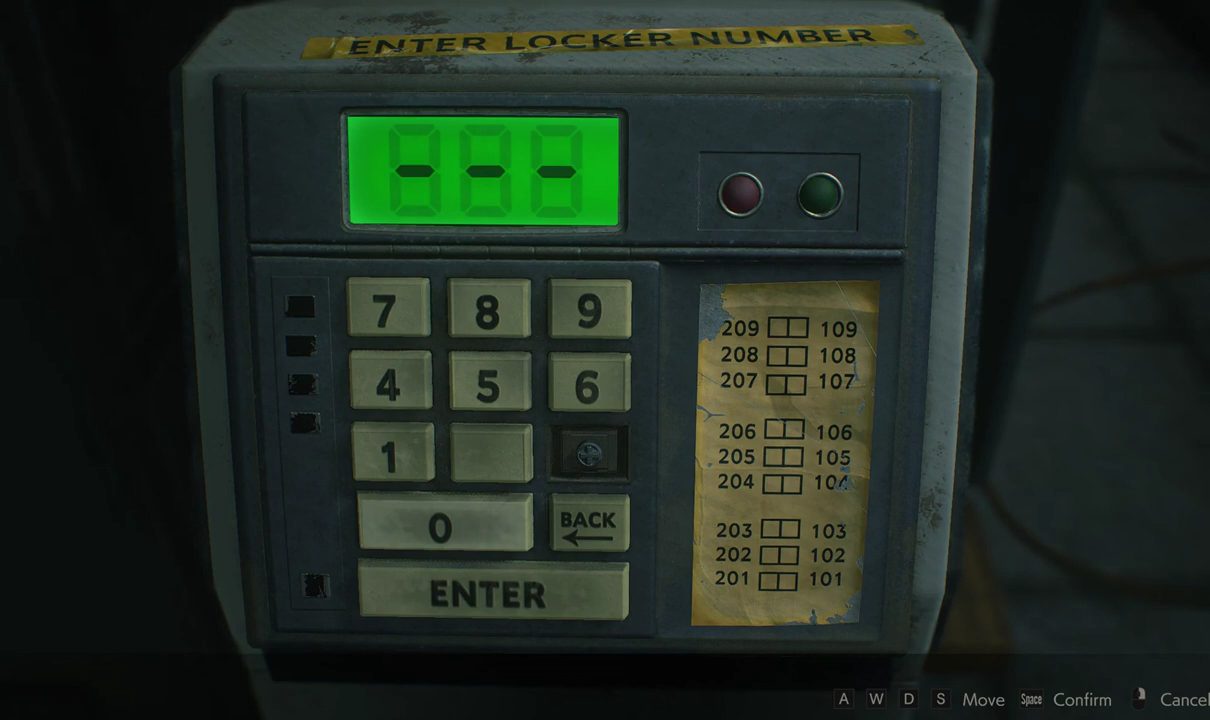 ENTER LOCKER NUMBER
- - -
7 8 9
4 5 6
1
0 BACK
ENTER
209 109
208 108
207 107
206 106
205 105
204 104
203 103
202 102
201 101
A W D S Move Space Confirm Cancel